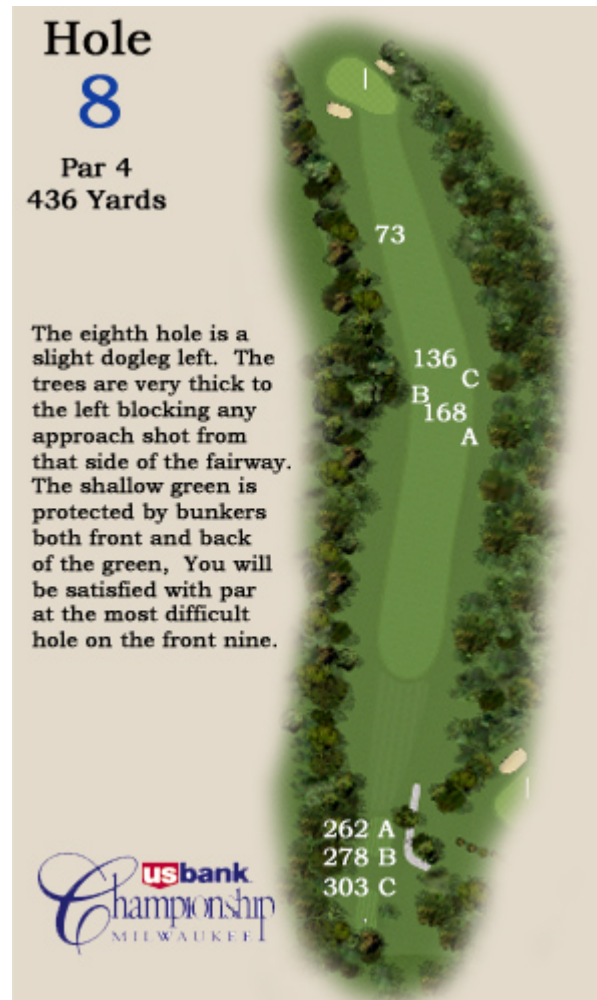 Hole
8
Par 4
436 Yards
73
The eighth hole is a
slight dogleg left.  The
trees are very thick to
the left blocking any
approach shot from
that side of the fairway.
The shallow green is
protected by bunkers
both front and back
of the green, You will
be satisfied with par
at the most difficult
hole on the front nine.
136
C
B
168
A
262 A
278 B
303 C
usbank
Championship
MILWAUKEE